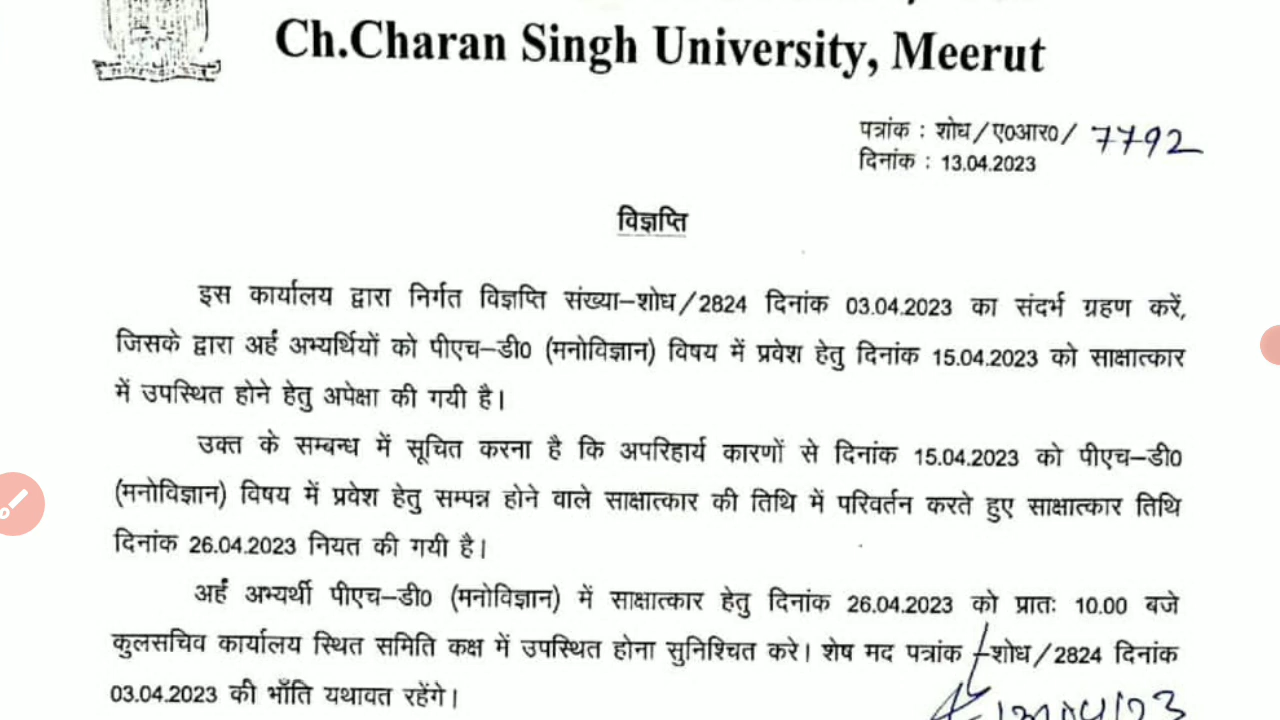 Ch.Charan Singh University, Meerut
पत्रांक : शोध/ए0आर0/ 7792
दिनांक : 13.04.2023
विज्ञप्ति
इस कार्यालय द्वारा निर्गत विज्ञप्ति संख्या–शोध/2824 दिनांक 03.04.2023 का संदर्भ ग्रहण करें,
जिसके द्वारा अर्ह अभ्यर्थियों को पीएच–डी0 (मनोविज्ञान) विषय में प्रवेश हेतु दिनांक 15.04.2023 को साक्षात्कार
में उपस्थित होने हेतु अपेक्षा की गयी है।
उक्त के सम्बन्ध में सूचित करना है कि अपरिहार्य कारणों से दिनांक 15.04.2023 को पीएच–डी0
(मनोविज्ञान) विषय में प्रवेश हेतु सम्पन्न होने वाले साक्षात्कार की तिथि में परिवर्तन करते हुए साक्षात्कार तिथि
दिनांक 26.04.2023 नियत की गयी है।
अर्ह अभ्यर्थी पीएच–डी0 (मनोविज्ञान) में साक्षात्कार हेतु दिनांक 26.04.2023 को प्रातः 10.00 बजे
कुलसचिव कार्यालय स्थित समिति कक्ष में उपस्थित होना सुनिश्चित करे। शेष मद पत्रांक –शोध/2824 दिनांक
03.04.2023 की भाँति यथावत रहेंगे।